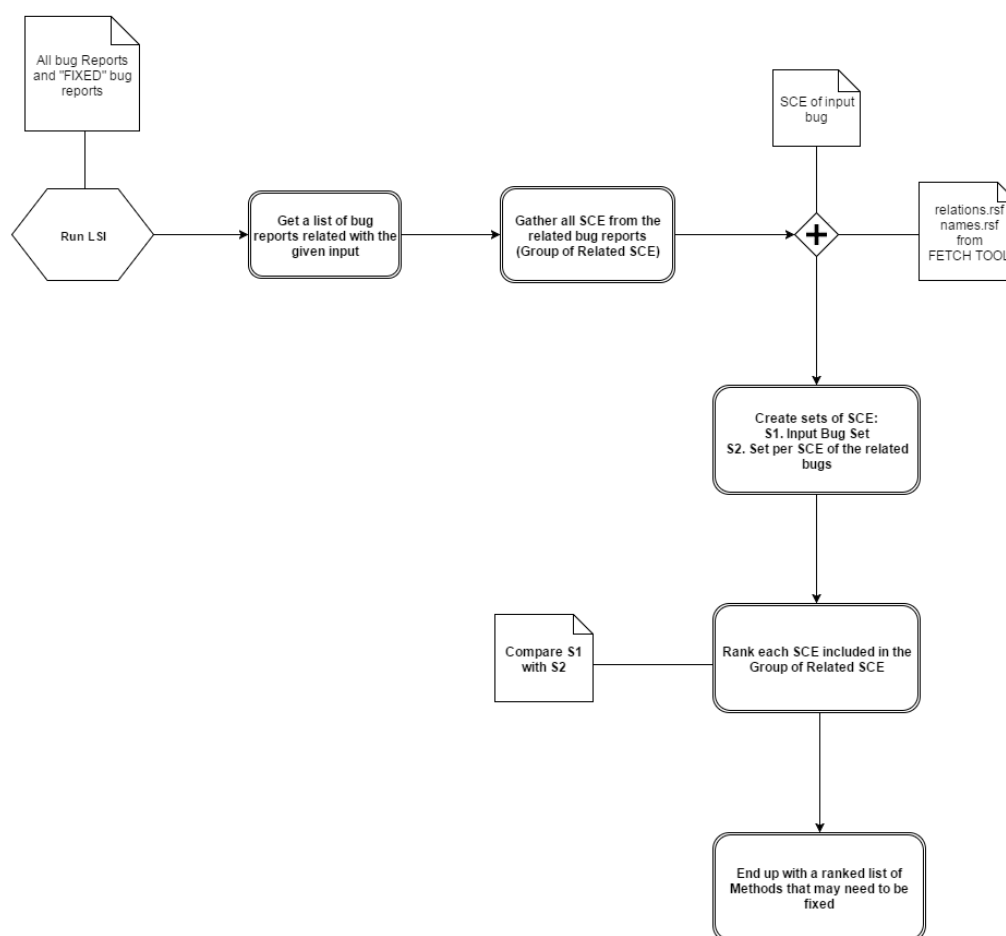 All bug Reports
and "FIXED" bug
reports
SCE of input
bug
relations.rsf
names.rsf
from
FETCH TOOL
Run LSI
Get a list of bug
reports related with the
given input
Gather all SCE from the
related bug reports
(Group of Related SCE)
Create sets of SCE:
S1. Input Bug Set
S2. Set per SCE of the related
bugs
Compare S1
with S2
Rank each SCE included in the
Group of Related SCE
End up with a ranked list of
Methods that may need to be
fixed